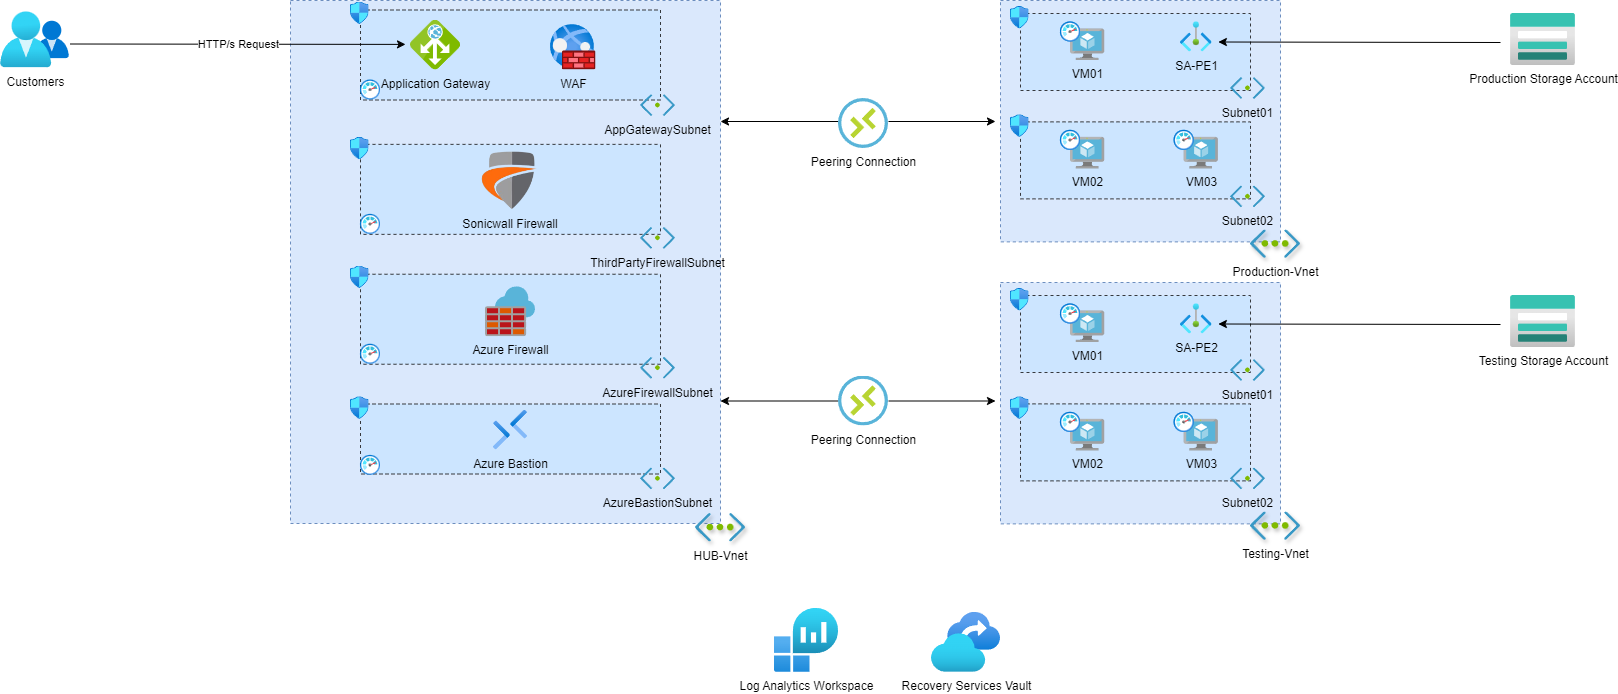 Customers
HTTP/s Request
Application Gateway
WAF
AppGatewaySubnet
Sonicwall Firewall
ThirdPartyFirewallSubnet
Azure Firewall
AzureFirewallSubnet
Azure Bastion
AzureBastionSubnet
HUB-Vnet
Peering Connection
Peering Connection
VM01
SA-PE1
Subnet01
VM02
VM03
Subnet02
Production-Vnet
VM01
SA-PE2
Subnet01
VM02
VM03
Subnet02
Testing-Vnet
Production Storage Account
Testing Storage Account
Log Analytics Workspace
Recovery Services Vault